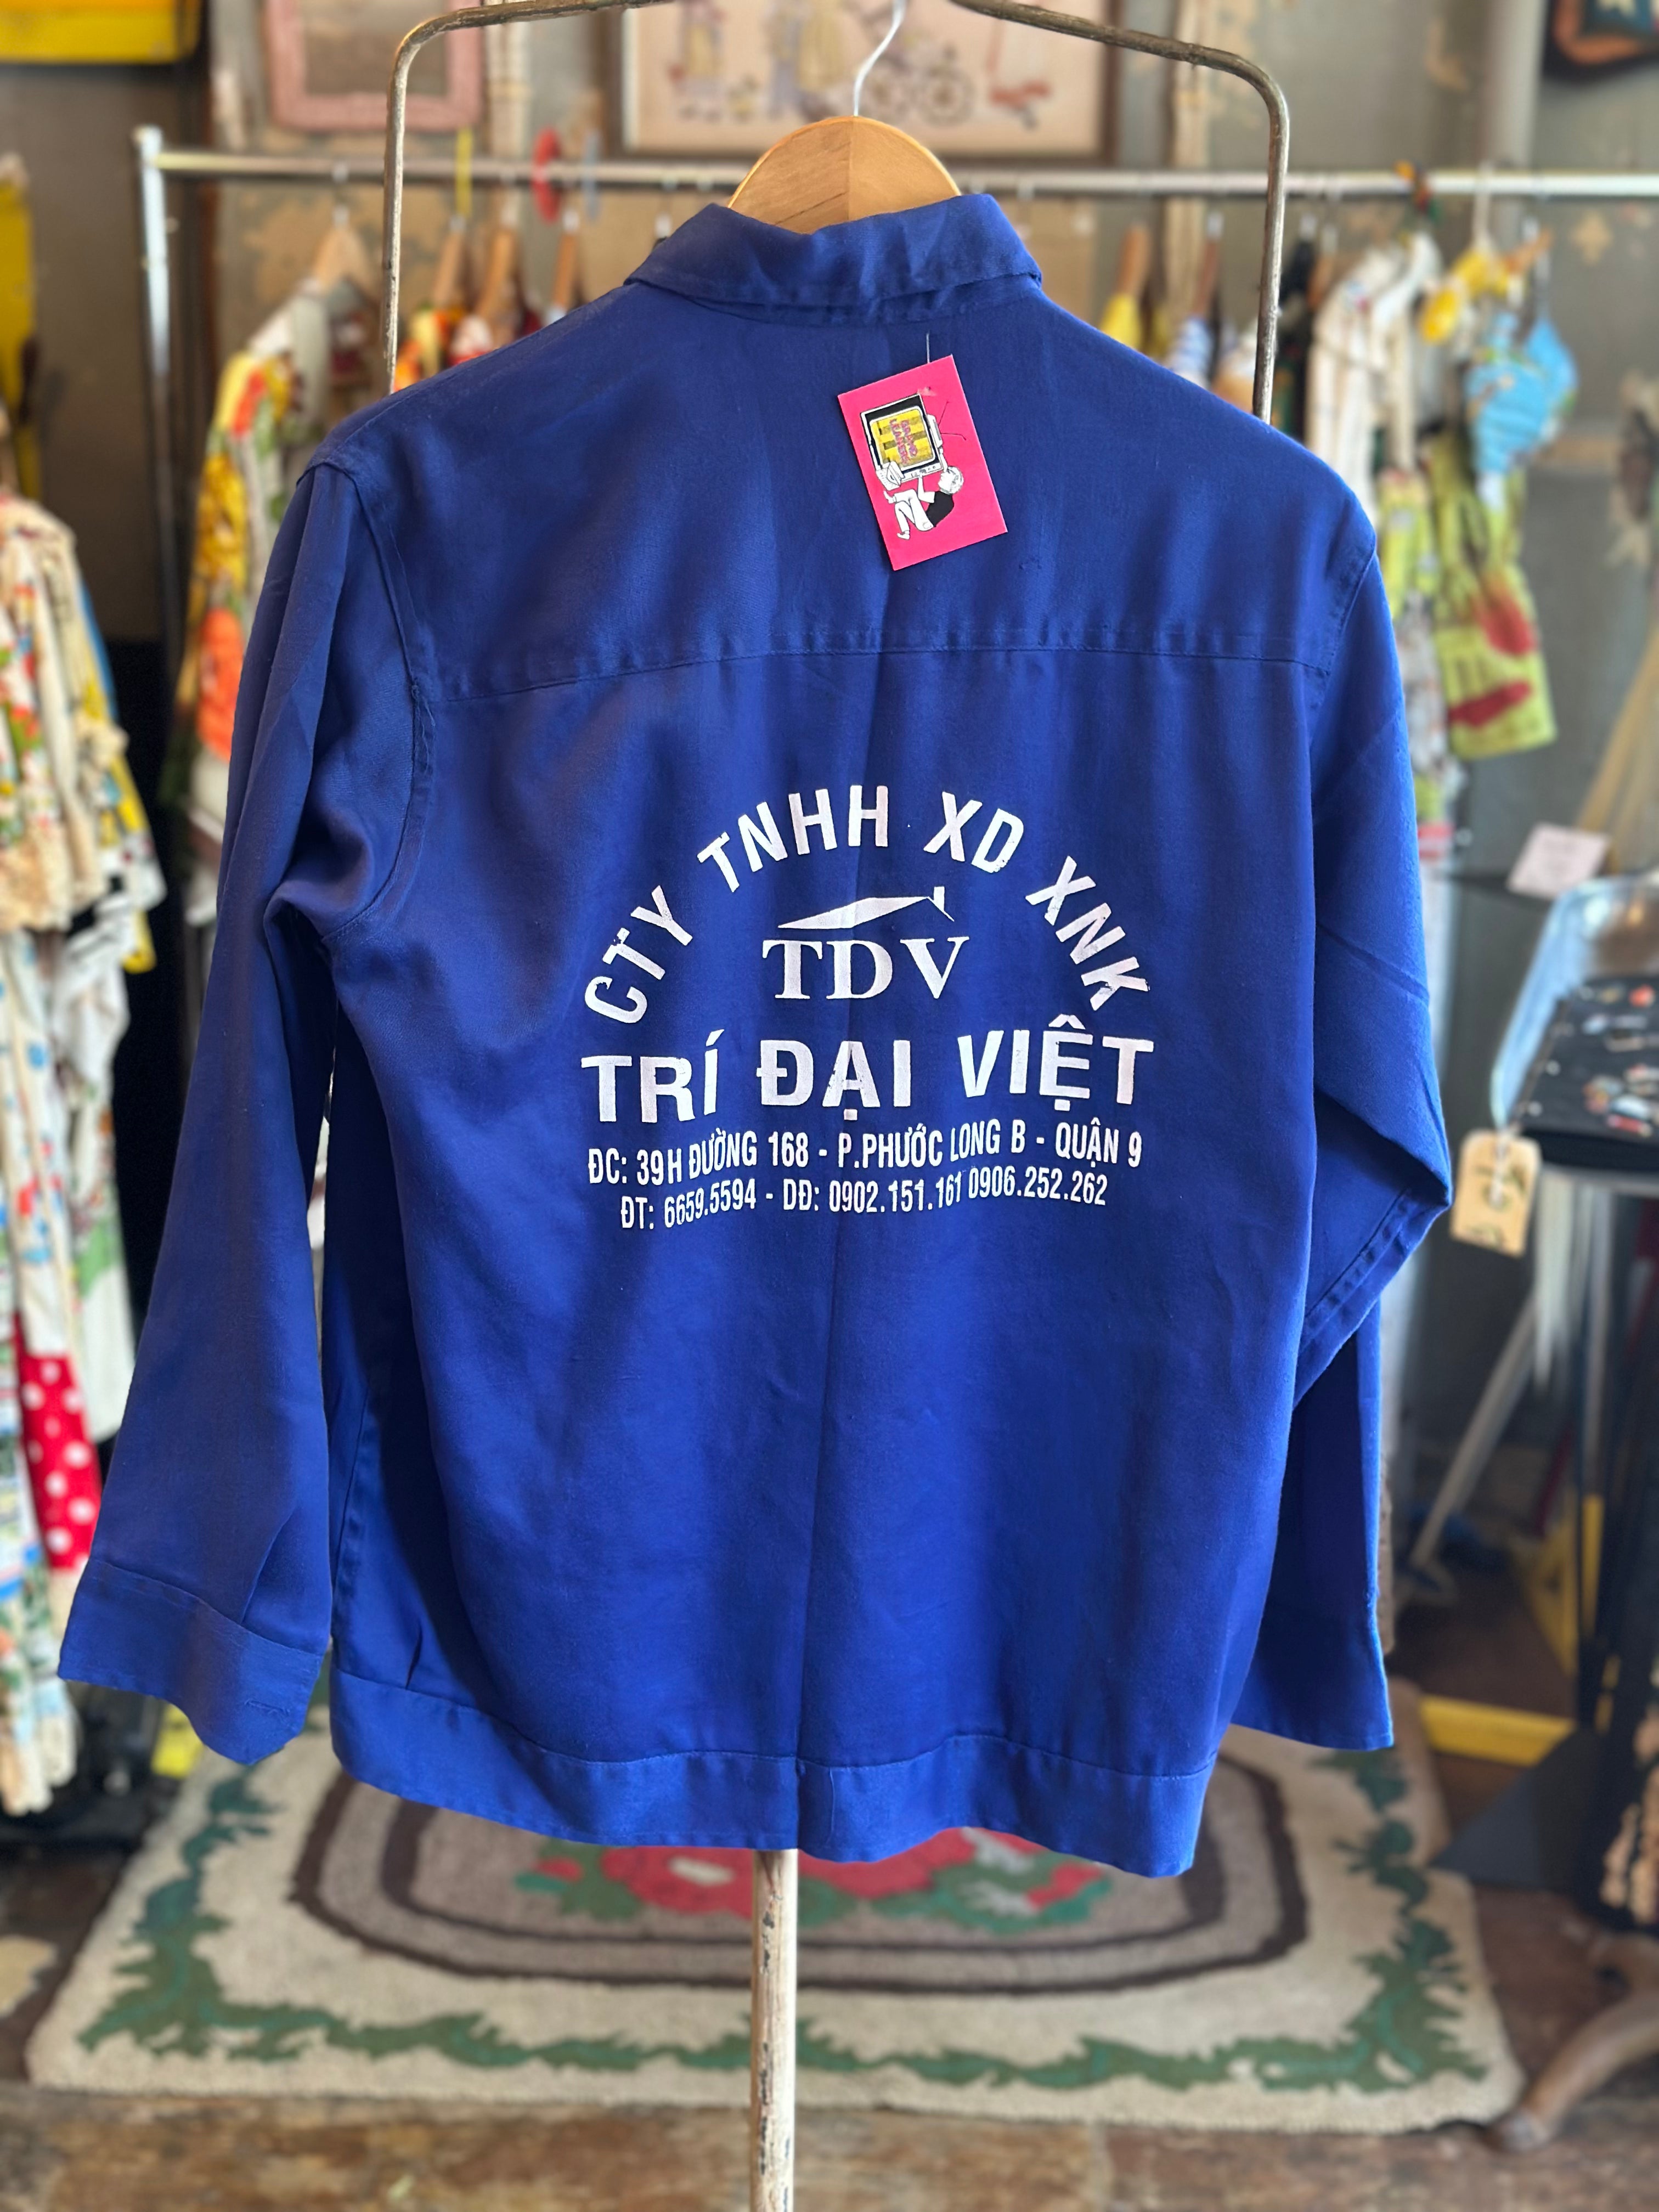 CTY TNHH XD XNK
TDV
TRÍ ĐẠI VIỆT
ĐC: 39H ĐƯỜNG 168 - P.PHƯỚC LONG B - QUẬN 9
ĐT: 6659.5594 - DĐ: 0902.151.161 0906.252.262